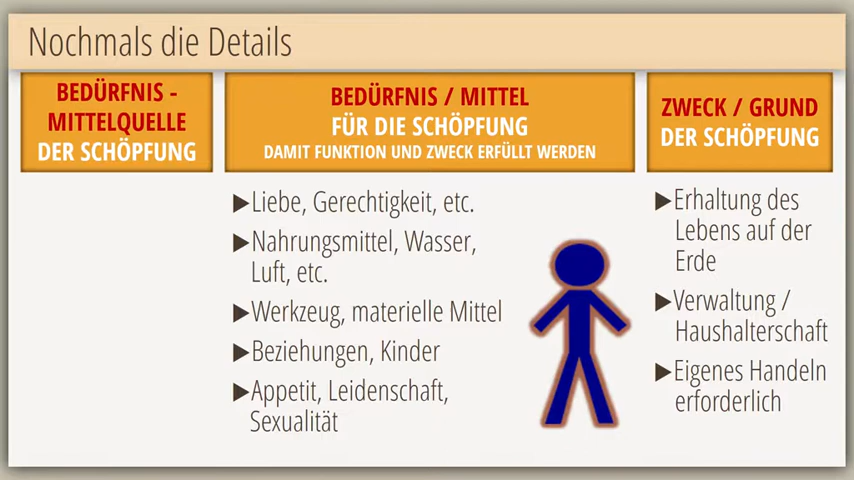 Nochmals die Details
BEDÜRFNIS -
MITTELQUELLE
DER SCHÖPFUNG
BEDÜRFNIS / MITTEL
FÜR DIE SCHÖPFUNG
DAMIT FUNKTION UND ZWECK ERFÜLLT WERDEN
ZWECK / GRUND
DER SCHÖPFUNG
▶Liebe, Gerechtigkeit, etc.
▶Nahrungsmittel, Wasser,
Luft, etc.
▶Werkzeug, materielle Mittel
▶Beziehungen, Kinder
▶Appetit, Leidenschaft,
Sexualität
▶Erhaltung des
Lebens auf der
Erde
▶Verwaltung /
Haushalterschaft
▶Eigenes Handeln
erforderlich